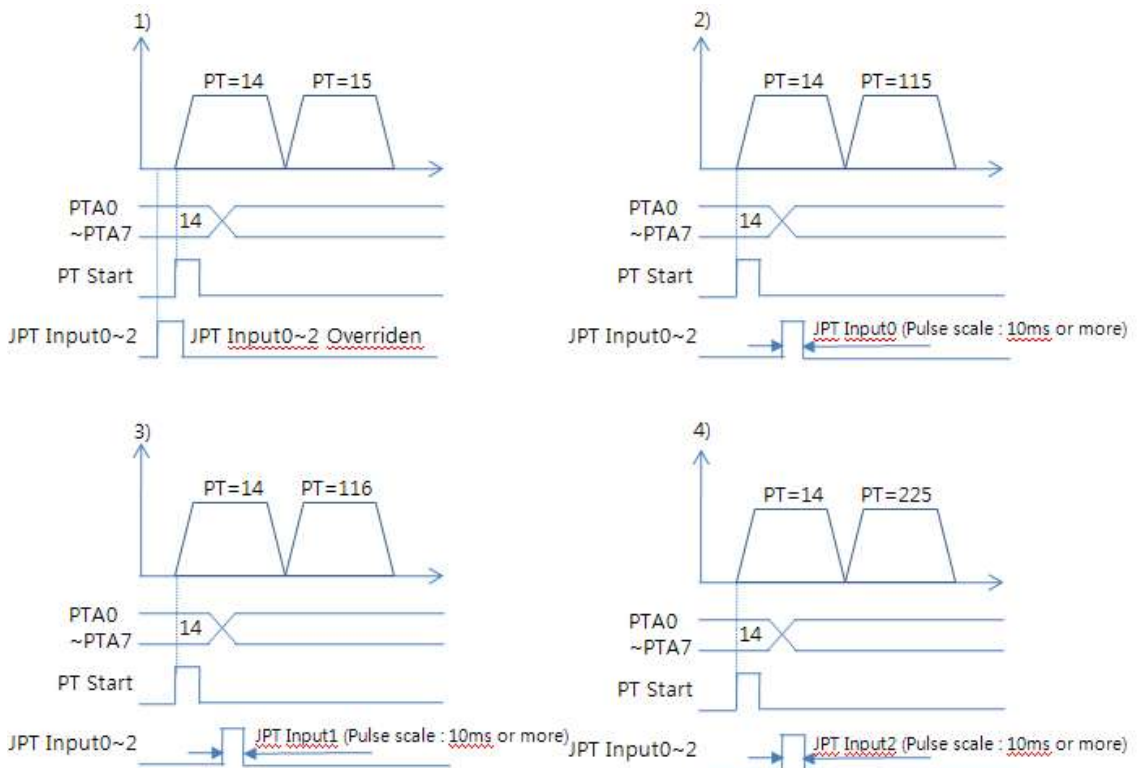 1)
PT=14 PT=15
PTA0
~PTA7
14
PT Start
JPT Input0~2
JPT Input0~2 Overriden
2)
PT=14 PT=115
PTA0
~PTA7
14
PT Start
JPT Input0~2
JPT Input0 (Pulse scale : 10ms or more)
3)
PT=14 PT=116
PTA0
~PTA7
14
PT Start
JPT Input0~2
JPT Input1 (Pulse scale : 10ms or more)
4)
PT=14 PT=225
PTA0
~PTA7
14
PT Start
JPT Input0~2
JPT Input2 (Pulse scale : 10ms or more)